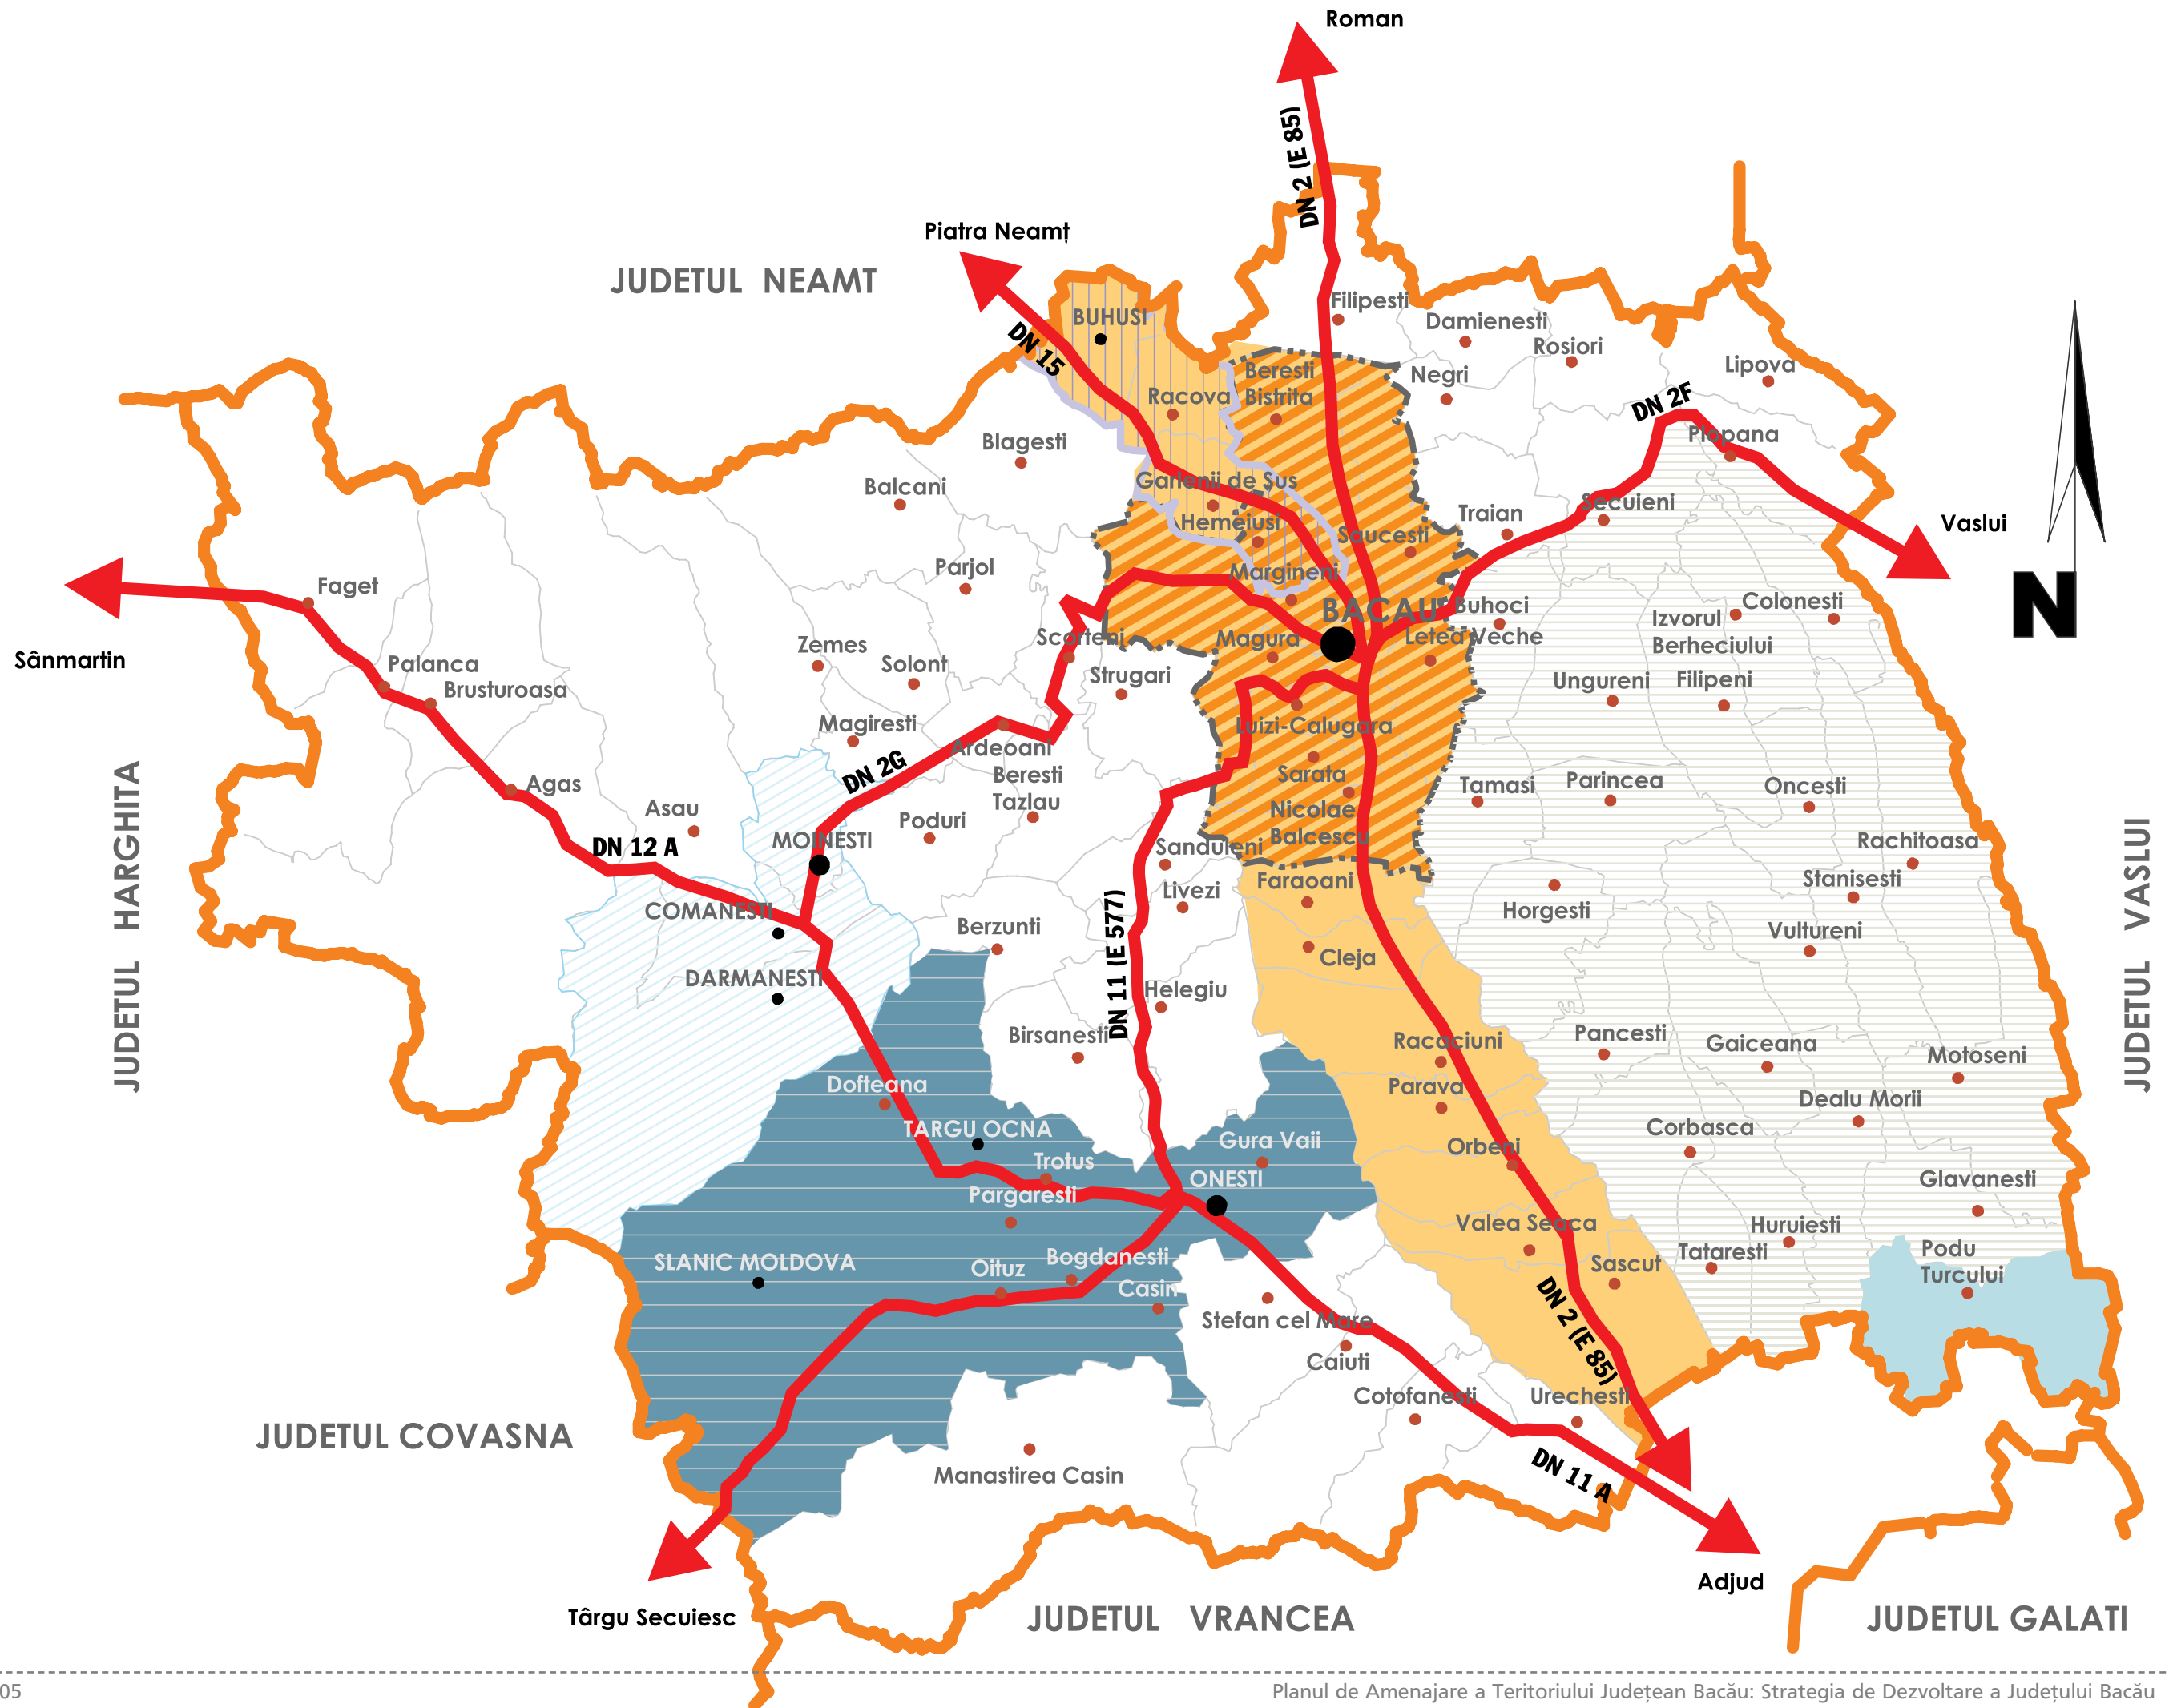 Roman
DN 2 (E 85)
Piatra Neamț
JUDETUL NEAMT
DN 15
BUHUSI
Filipesti
Damienesti
Rosiori
Lipova
Negri
Beresti
Bistrita
Racova
DN 2F
Plopana
Blagesti
Balcani
Garlenii de Sus
Hemeiusi
Saucesti
Traian
Secuieni
Vaslui
Parjol
Margineni
Faget
BACAU
Buhoci
Izvorul
Berheciului
Colonesti
N
Sânmartin
Palanca
Brusturoasa
Zemes
Solont
Scorteni
Strugari
Magura
Letea Veche
Ungureni
Filipeni
Magiresti
Ardeoani
Luizi-Calugara
DN 2G
Beresti
Tazlau
Sarata
Tamasi
Parincea
Oncesti
Agas
Asau
Poduri
Nicolae
Balcescu
DN 12 A
MOINESTI
Sanduleni
Rachitoasa
Faraoani
Livezi
Stanisesti
COMANESTI
Berzunti
Horgesti
Vultureni
Cleja
DARMANESTI
DN 11 (E 577)
Helegiu
Birsanesti
Racaciuni
Pancesti
Gaiceana
Motoseni
Dofteana
Parava
Dealu Morii
TARGU OCNA
Gura Vaii
Orbeni
Corbasca
Trotus
ONESTI
Pargaresti
Glavanesti
Valea Seaca
Huruiesti
SLANIC MOLDOVA
Bogdanesti
Oituz
Casin
Sascut
Tataresti
Podu
Turcului
Stefan cel Mare
DN 2 (E 85)
Caiuti
Cotofanesti
Urechesti
JUDETUL HARGHITA
JUDETUL VASLUI
JUDETUL COVASNA
Manastirea Casin
DN 11 A
Adjud
Târgu Secuiesc
JUDETUL VRANCEA
JUDETUL GALATI
05
Planul de Amenajare a Teritoriului Județean Bacău: Strategia de Dezvoltare a Județului Bacău